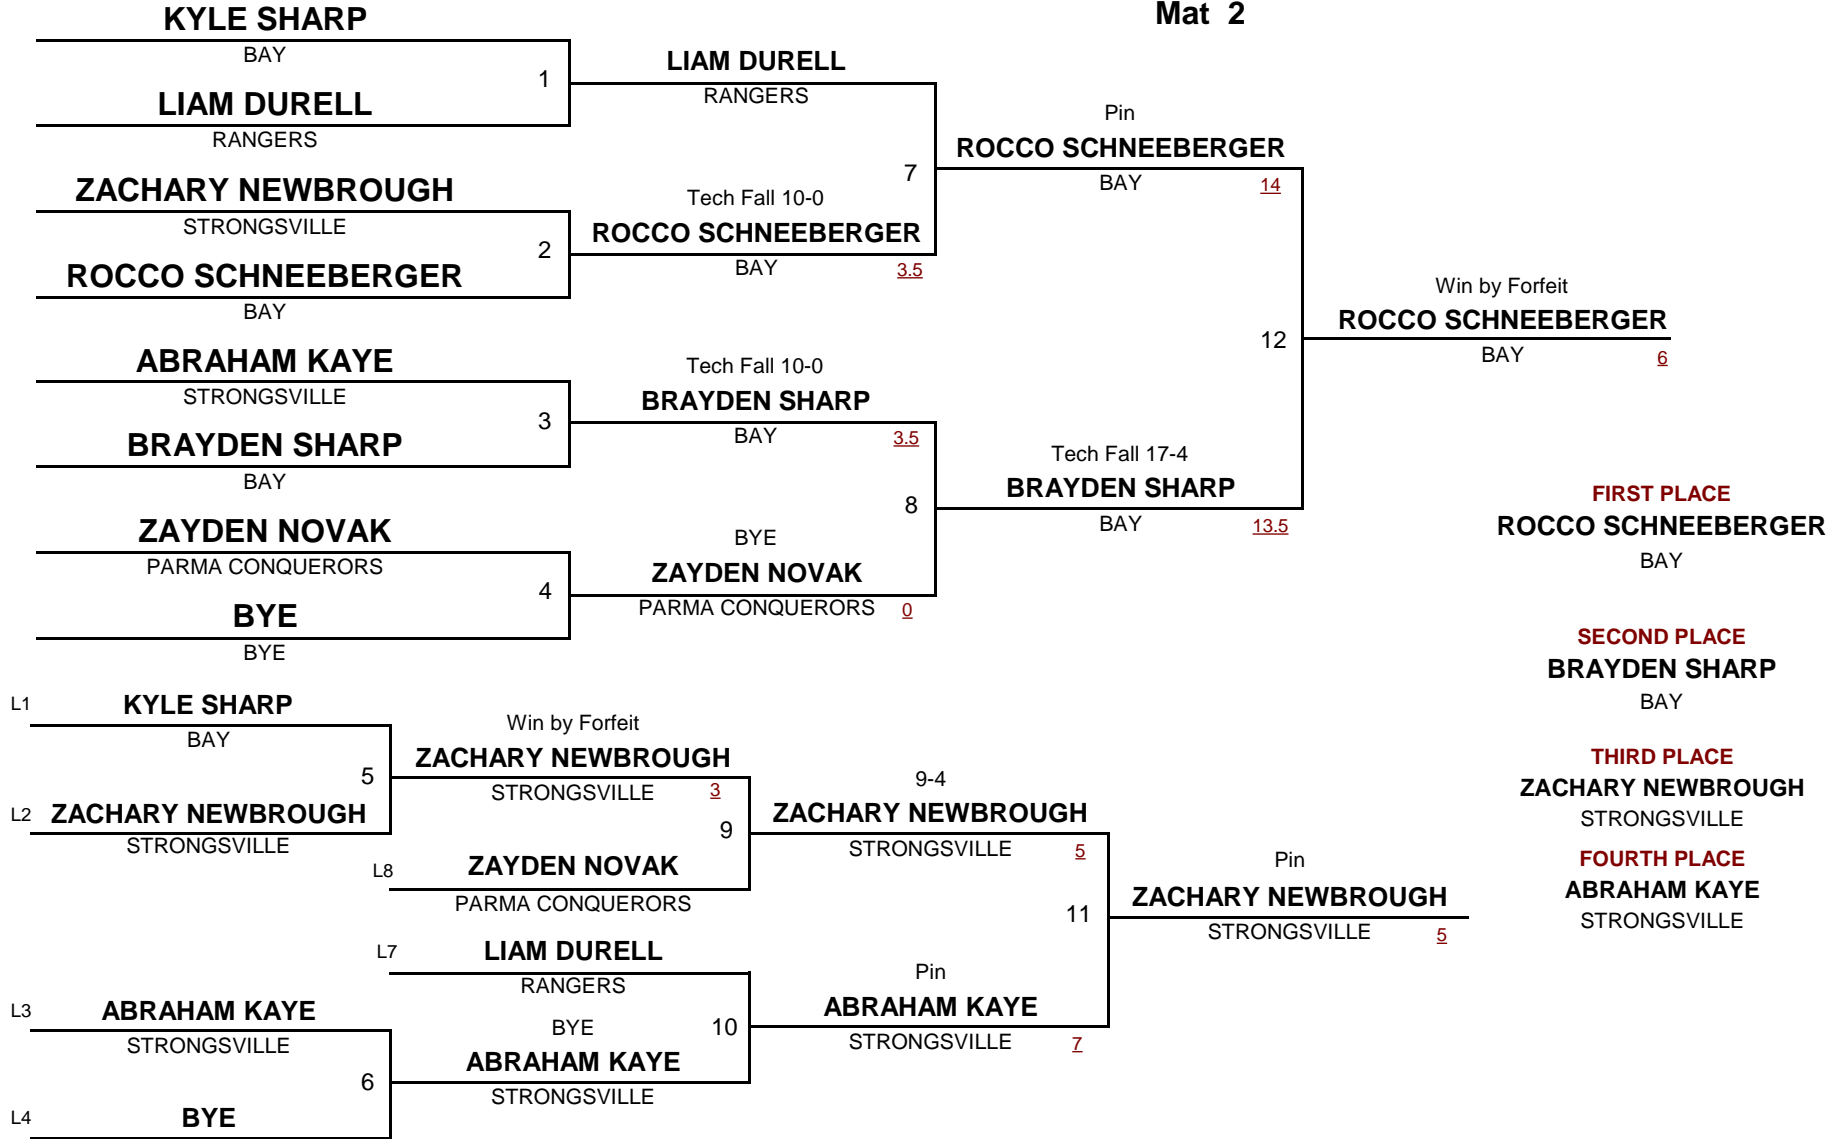 Mat 2
KYLE SHARP
BAY
1
LIAM DURELL
RANGERS
ZACHARY NEWBROUGH
STRONGSVILLE
2
ROCCO SCHNEEBERGER
BAY
ABRAHAM KAYE
STRONGSVILLE
3
BRAYDEN SHARP
BAY
ZAYDEN NOVAK
PARMA CONQUERORS
4
BYE
BYE
LIAM DURELL
RANGERS
7
Tech Fall 10-0
ROCCO SCHNEEBERGER
BAY 3.5
Tech Fall 10-0
BRAYDEN SHARP
BAY 3.5
8
BYE
ZAYDEN NOVAK
PARMA CONQUERORS 0
Pin
ROCCO SCHNEEBERGER
BAY 14
12
Tech Fall 17-4
BRAYDEN SHARP
BAY 13.5
Win by Forfeit
ROCCO SCHNEEBERGER
BAY 6
FIRST PLACE
ROCCO SCHNEEBERGER
BAY
SECOND PLACE
BRAYDEN SHARP
BAY
THIRD PLACE
ZACHARY NEWBROUGH
STRONGSVILLE
FOURTH PLACE
ABRAHAM KAYE
STRONGSVILLE
L1 KYLE SHARP
BAY
5
L2 ZACHARY NEWBROUGH
STRONGSVILLE
L3 ABRAHAM KAYE
STRONGSVILLE
6
L4 BYE
Win by Forfeit
ZACHARY NEWBROUGH
STRONGSVILLE 3
9
L8 ZAYDEN NOVAK
PARMA CONQUERORS
L7 LIAM DURELL
RANGERS
BYE 10
ABRAHAM KAYE
STRONGSVILLE
9-4
ZACHARY NEWBROUGH
STRONGSVILLE 5
11
Pin
ABRAHAM KAYE
STRONGSVILLE 7
Pin
ZACHARY NEWBROUGH
STRONGSVILLE 5